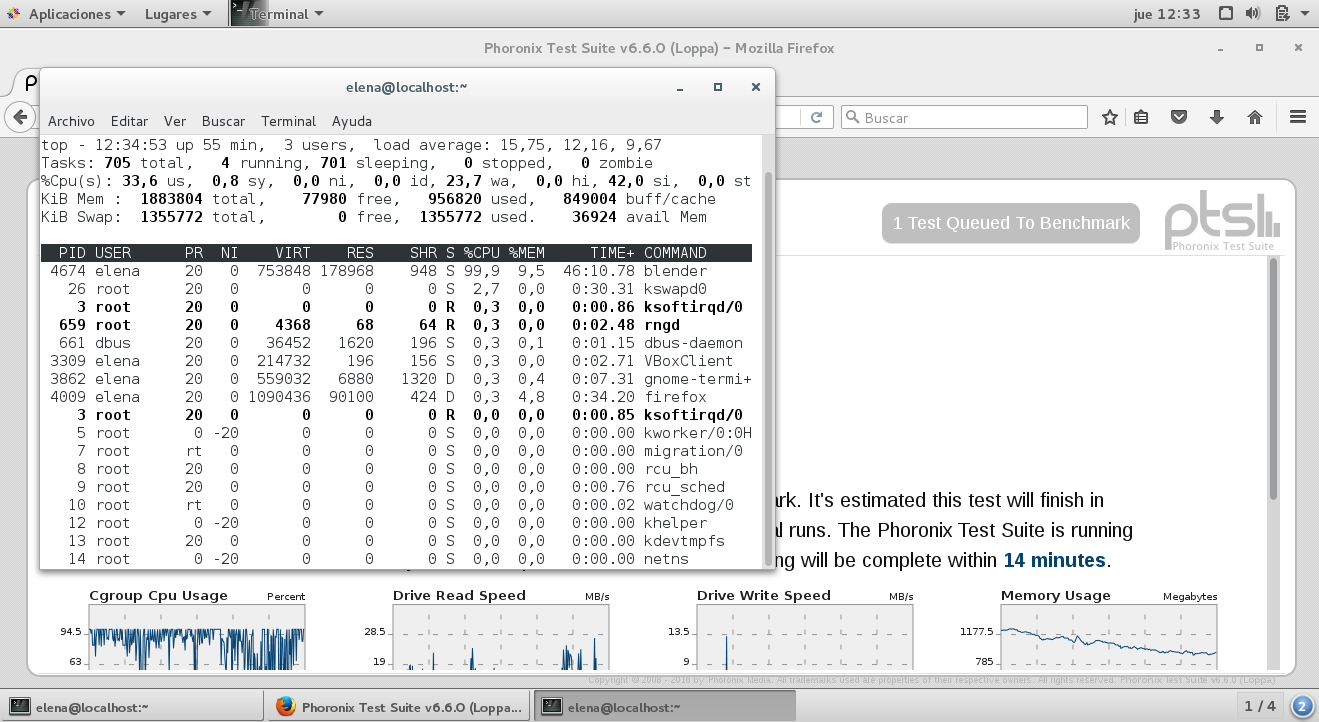 Aplicaciones Lugares Terminal jue 12:33
Phoronix Test Suite v6.6.0 (Loppa) – Mozilla Firefox
elena@localhost:~
Buscar
Archivo Editar Ver Buscar Terminal Ayuda
top - 12:34:53 up 55 min, 3 users, load average: 15,75, 12,16, 9,67
Tasks: 705 total, 4 running, 701 sleeping, 0 stopped, 0 zombie
%Cpu(s): 33,6 us, 0,8 sy, 0,0 ni, 0,0 id, 23,7 wa, 0,0 hi, 42,0 si, 0,0 st
KiB Mem : 1883804 total, 77980 free, 956820 used, 849004 buff/cache
KiB Swap: 1355772 total, 0 free, 1355772 used. 36924 avail Mem
PID USER PR NI VIRT RES SHR S %CPU %MEM TIME+ COMMAND
4674 elena 20 0 753848 178968 948 S 99,9 9,5 46:10.78 blender
26 root 20 0 0 0 0 S 2,7 0,0 0:30.31 kswapd0
3 root 20 0 0 0 0 R 0,3 0,0 0:00.86 ksoftirqd/0
659 root 20 0 4368 68 64 R 0,3 0,0 0:02.48 rngd
661 dbus 20 0 36452 1620 196 S 0,3 0,1 0:01.15 dbus-daemon
3309 elena 20 0 214732 196 156 S 0,3 0,0 0:02.71 VBoxClient
3862 elena 20 0 559032 6880 1320 D 0,3 0,4 0:07.31 gnome-termi+
4009 elena 20 0 1090436 90100 424 D 0,3 4,8 0:34.20 firefox
3 root 20 0 0 0 0 R 0,0 0,0 0:00.85 ksoftirqd/0
5 root 0 -20 0 0 0 S 0,0 0,0 0:00.00 kworker/0:0H
7 root rt 0 0 0 0 S 0,0 0,0 0:00.00 migration/0
8 root 20 0 0 0 0 S 0,0 0,0 0:00.00 rcu_bh
9 root 20 0 0 0 0 S 0,0 0,0 0:00.76 rcu_sched
10 root rt 0 0 0 0 S 0,0 0,0 0:00.02 watchdog/0
12 root 0 -20 0 0 0 S 0,0 0,0 0:00.00 khelper
13 root 20 0 0 0 0 S 0,0 0,0 0:00.00 kdevtmpfs
14 root 0 -20 0 0 0 S 0,0 0,0 0:00.00 netns
1 Test Queued To Benchmark
pts
Phoronix Test Suite
rk. It's estimated this test will finish in
l runs. The Phoronix Test Suite is running
ng will be complete within 14 minutes.
Cgroup Cpu Usage Percent
94.5
63
Drive Read Speed MB/s
28.5
19
Drive Write Speed MB/s
13.5
9
Memory Usage Megabytes
1177.5
785
Copyright © 2008 - 2016 by Phoronix Media. All trademarks used are properties of their respective owners. All rights reserved. Phoronix Test Suite v6.6.0 (Loppa)
elena@localhost:~ Phoronix Test Suite v6.6.0 (Loppa... elena@localhost:~ 1 / 4 2